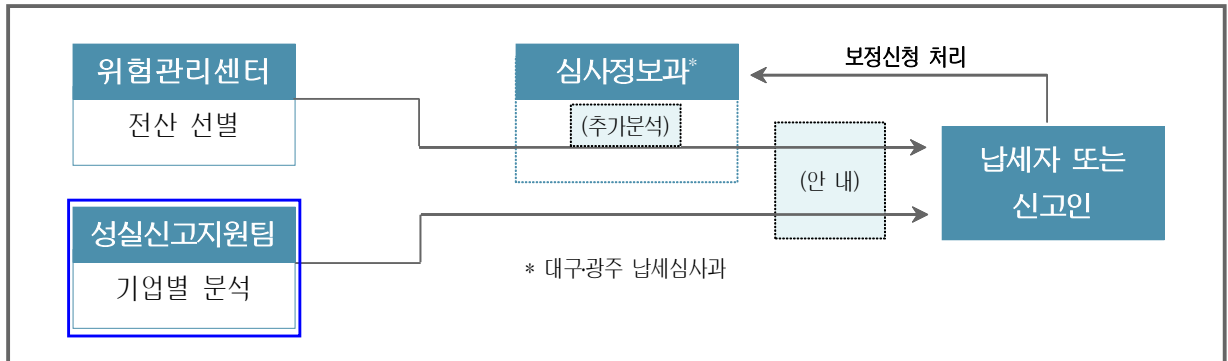 위험관리센터
전산 선별
심사정보과*
(추가분석)
보정신청 처리
(안 내)
납세자 또는
신고인
성실신고지원팀
기업별 분석
* 대구·광주 납세심사과